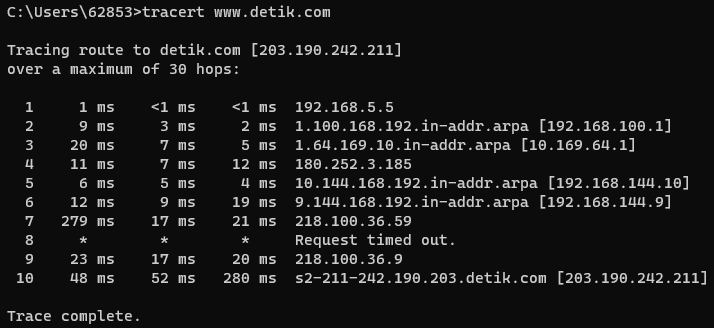 C:\Users\62853>tracert www.detik.com
Tracing route to detik.com [203.190.242.211]
over a maximum of 30 hops:
1 1 ms <1 ms <1 ms 192.168.5.5
2 9 ms 3 ms 2 ms 1.100.168.192.in-addr.arpa [192.168.100.1]
3 20 ms 7 ms 5 ms 1.64.169.10.in-addr.arpa [10.169.64.1]
4 11 ms 7 ms 12 ms 180.252.3.185
5 6 ms 5 ms 4 ms 10.144.168.192.in-addr.arpa [192.168.144.10]
6 12 ms 9 ms 19 ms 9.144.168.192.in-addr.arpa [192.168.144.9]
7 279 ms 17 ms 21 ms 218.100.36.59
8 * * * Request timed out.
9 23 ms 17 ms 20 ms 218.100.36.9
10 48 ms 52 ms 280 ms s2-211-242.190.203.detik.com [203.190.242.211]
Trace complete.